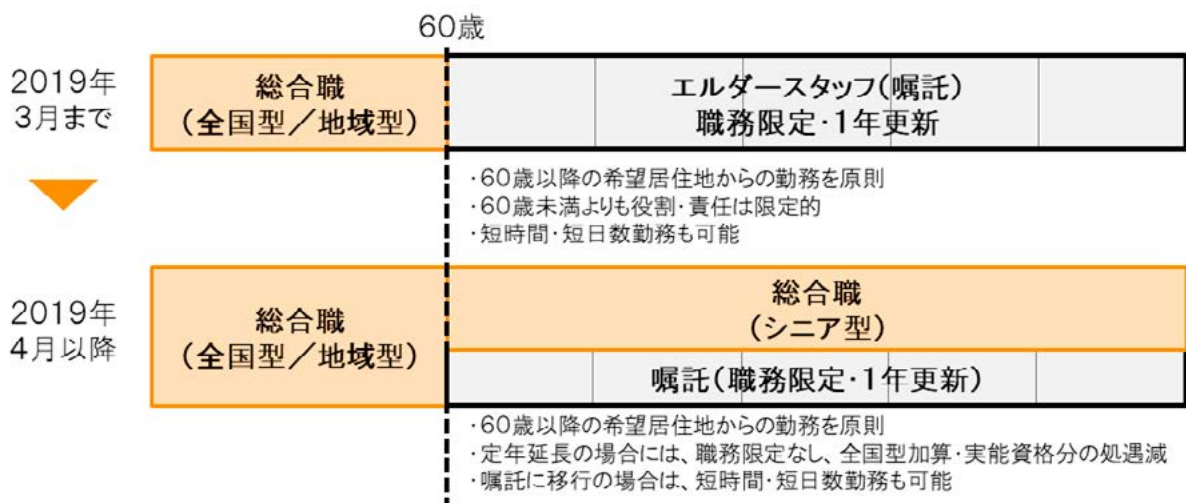 60歳
2019年
3月まで
総合職
(全国型／地域型)
エルダースタッフ(嘱託)
職務限定・1年更新
・60歳以降の希望居住地からの勤務を原則
・60歳未満よりも役割・責任は限定的
・短時間・短日数勤務も可能
2019年
4月以降
総合職
(全国型／地域型)
総合職
(シニア型)
嘱託(職務限定・1年更新)
・60歳以降の希望居住地からの勤務を原則
・定年延長の場合には、職務限定なし、全国型加算・実能資格分の処遇減
・嘱託に移行の場合は、短時間・短日数勤務も可能